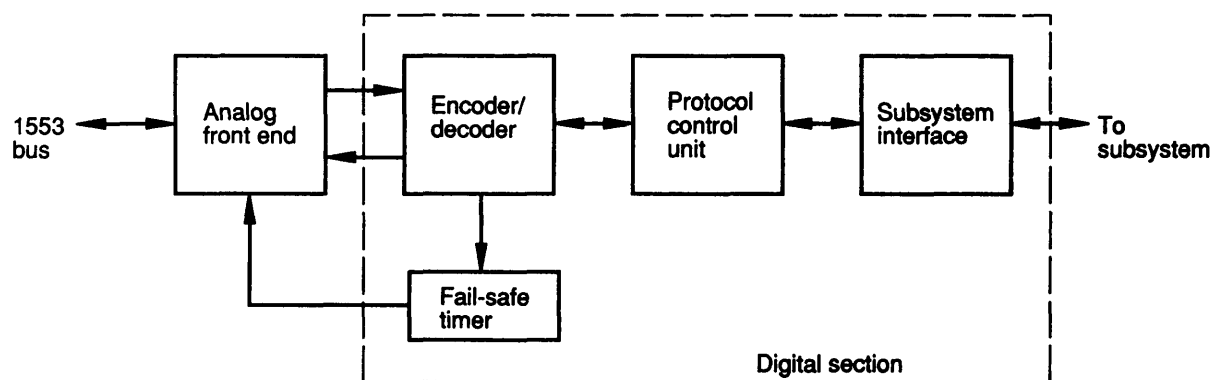 1553
bus
Analog
front end
Encoder/
decoder
Protocol
control
unit
Subsystem
interface
To
subsystem
Fail-safe
timer
Digital section